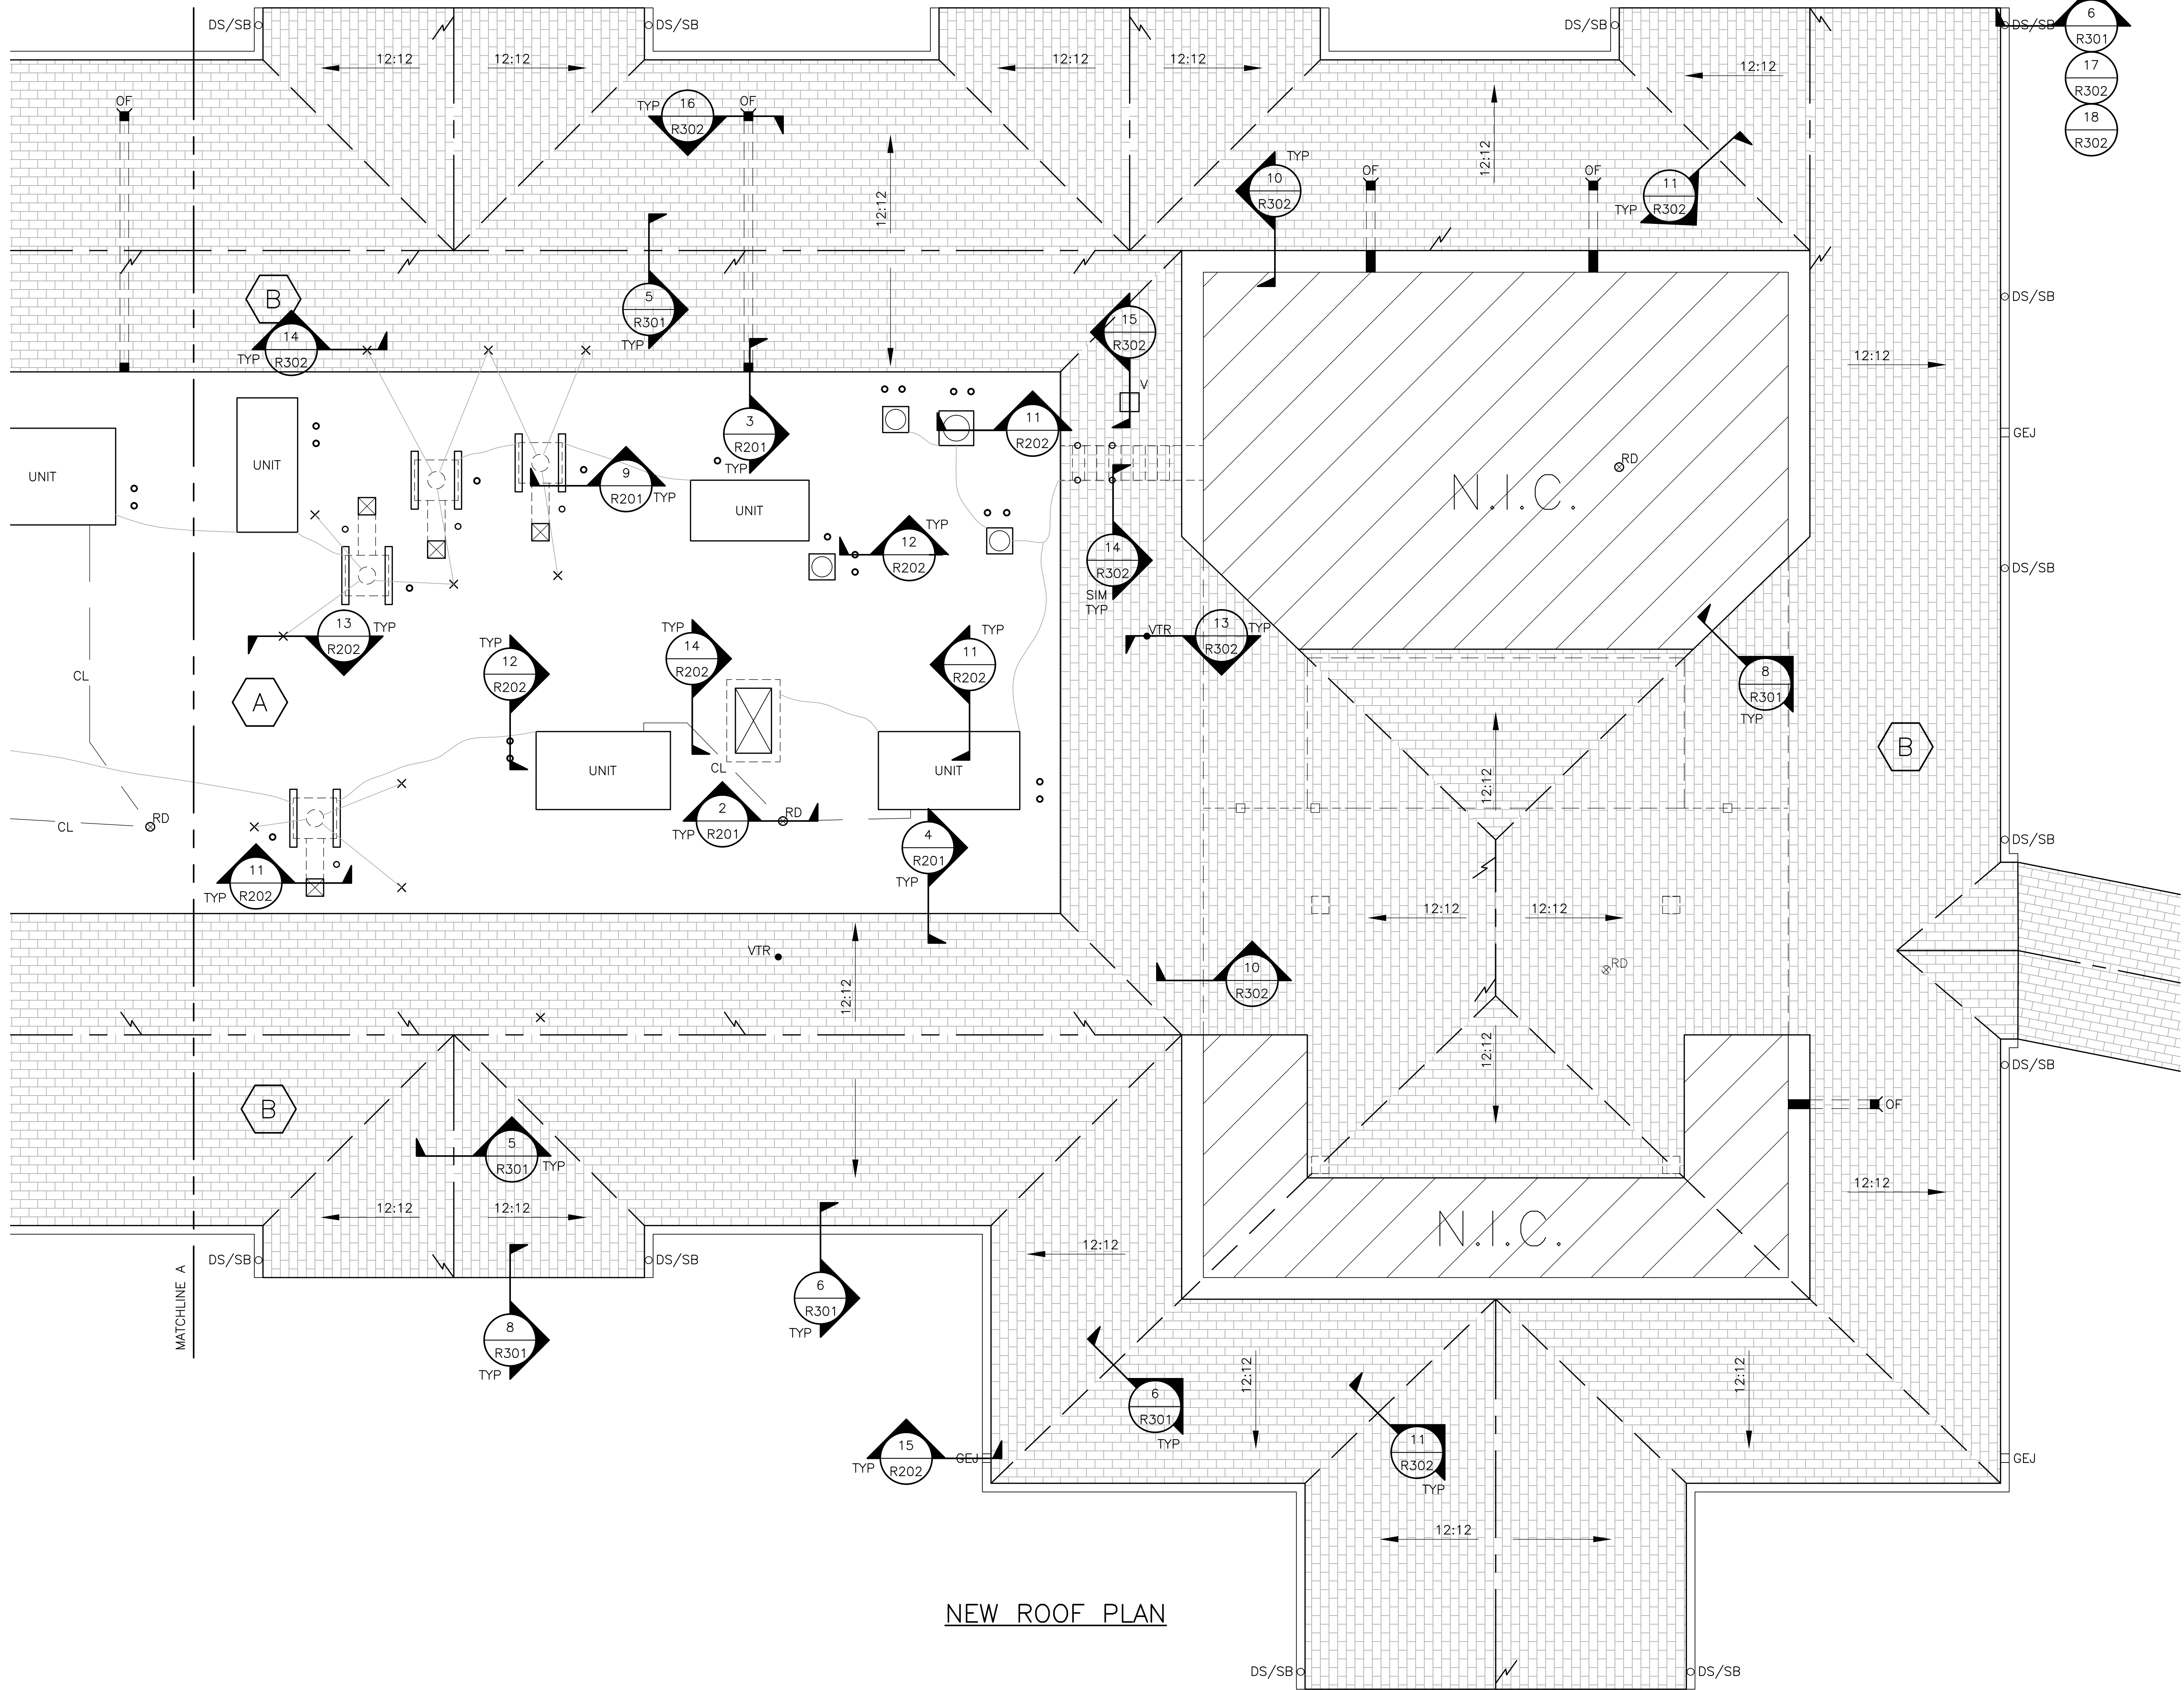 DS/SB
DS/SB
DS/SB
DS/SB
6
R301
17
R302
18
R302
12:12
12:12
12:12
12:12
12:12
OF
TYP
16
R302
OF
12:12
12:12
TYP
10
R302
OF
OF
11
R302
TYP
B
14
R302
TYP
5
R301
TYP
15
R302
DS/SB
12:12
V
UNIT
UNIT
3
R201
TYP
11
R202
GEJ
RD
N.I.C.
9
R201
TYP
UNIT
TYP
12
R202
14
R302
SIM
TYP
DS/SB
13
R202
TYP
TYP
12
R202
TYP
14
R202
TYP
11
R202
VTR
13
R302
TYP
8
R301
TYP
CL
A
B
UNIT
CL
UNIT
12:12
CL
RD
2
R201
TYP
RD
4
R201
TYP
DS/SB
11
R202
TYP
12:12
12:12
VTR
12:12
10
R302
RD
12:12
DS/SB
B
OF
5
R301
TYP
12:12
12:12
12:12
N.I.C.
12:12
DS/SB
DS/SB
MATCHLINE A
6
R301
TYP
8
R301
TYP
12:12
12:12
6
R301
TYP
11
R302
TYP
15
R202
TYP
GEJ
GEJ
12:12
NEW ROOF PLAN
DS/SB
DS/SB